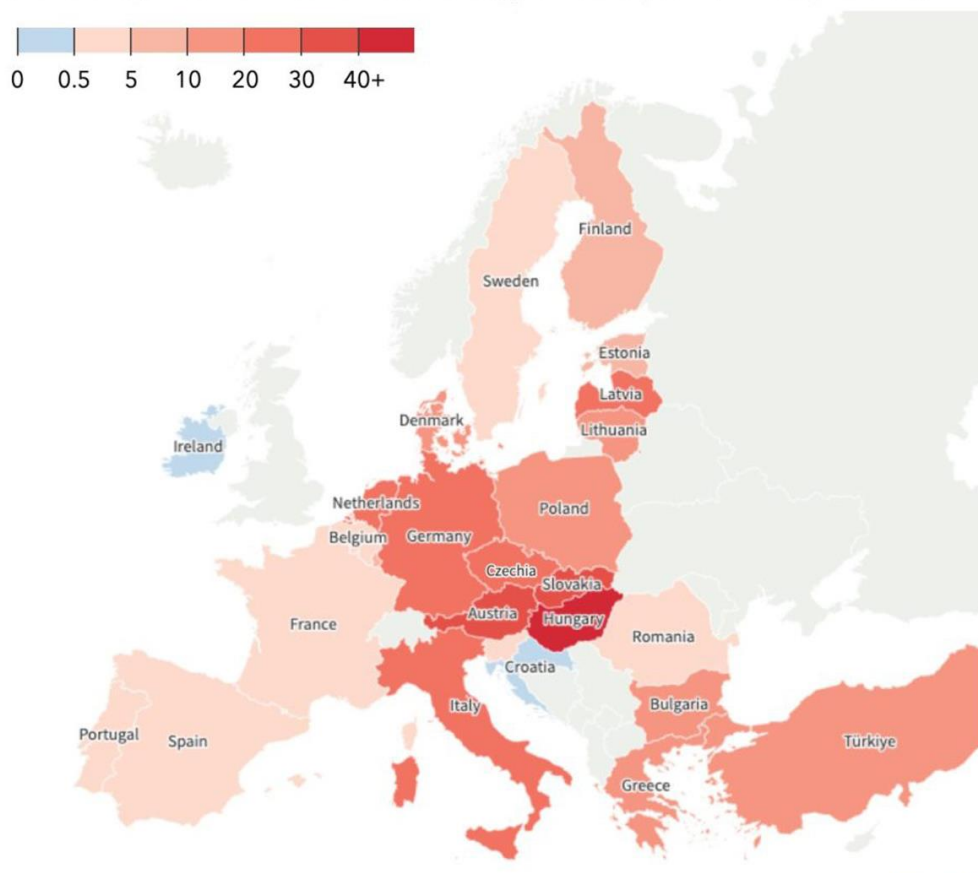 0 0.5 5 10 20 30 40+
Finland
Sweden
Estonia
Latvia
Denmark
Lithuania
Ireland
Netherlands
Poland
Belgium
Germany
Czechia
Slovakia
Austria
Hungary
France
Romania
Croatia
Italy
Bulgaria
Portugal
Spain
Türkiye
Greece